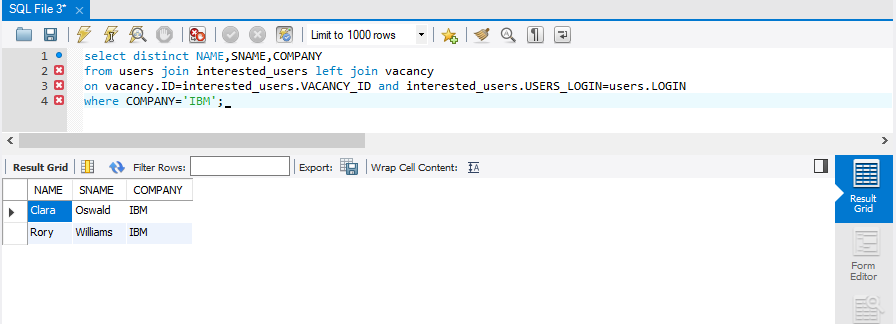 SQL File 3*
Limit to 1000 rows
1 select distinct NAME,SNAME,COMPANY
2 from users join interested_users left join vacancy
3 on vacancy.ID=interested_users.VACANCY_ID and interested_users.USERS_LOGIN=users.LOGIN
4 where COMPANY='IBM';
Result Grid Filter Rows: Export: Wrap Cell Content:
NAME SNAME COMPANY
Clara Oswald IBM
Rory Williams IBM
Result
Grid
Form
Editor